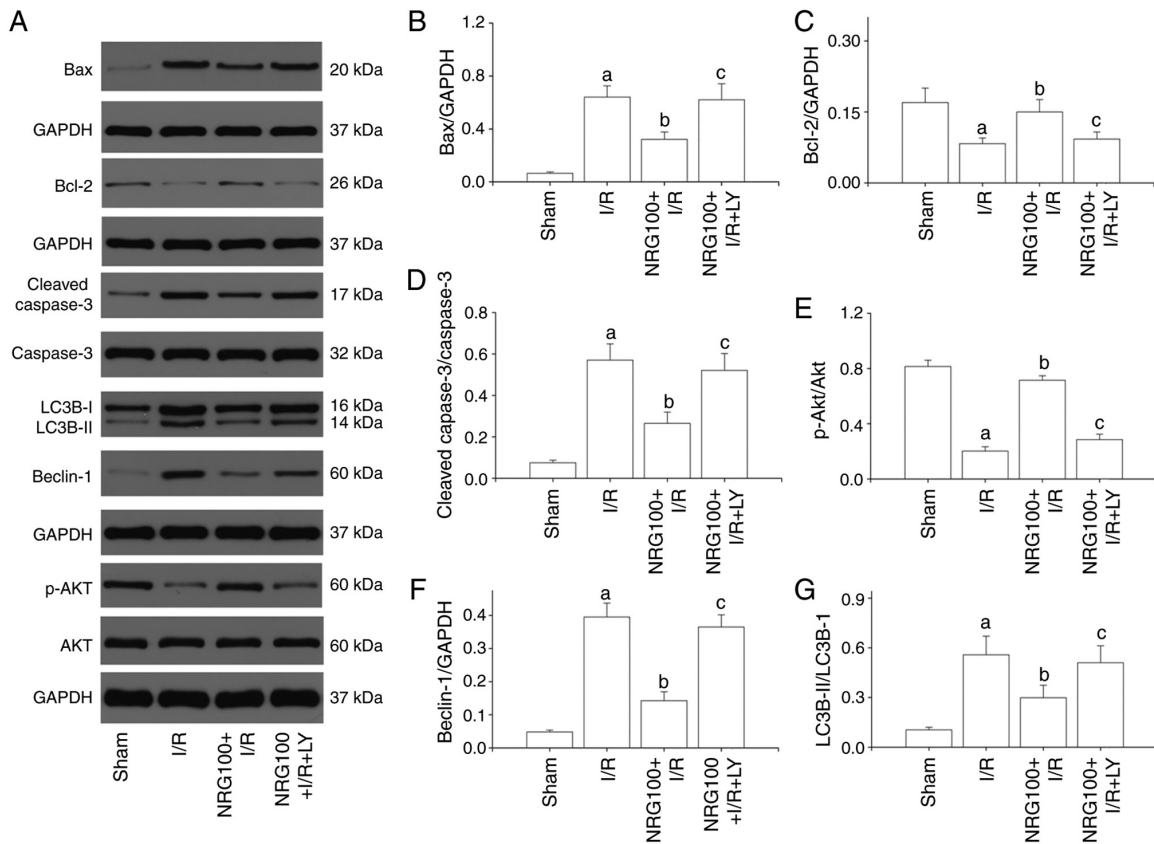 A
Bax
20 kDa
GAPDH
37 kDa
Bcl-2
26 kDa
GAPDH
37 kDa
Cleaved
caspase-3
17 kDa
Caspase-3
32 kDa
LC3B-I
16 kDa
LC3B-II
14 kDa
Beclin-1
60 kDa
GAPDH
37 kDa
p-AKT
60 kDa
AKT
60 kDa
GAPDH
37 kDa
Sham
I/R
NRG100+
I/R
NRG100
+I/R+LY
B
Bax/GAPDH
1.2
0.8
0.4
0.0
a
b
c
Sham
I/R
NRG100+
I/R
NRG100+
I/R+LY
C
Bcl-2/GAPDH
0.30
0.15
0.00
a
b
c
Sham
I/R
NRG100+
I/R
NRG100+
I/R+LY
D
Cleaved capase-3/caspase-3
0.8
0.6
0.4
0.2
0.0
a
b
c
Sham
I/R
NRG100+
I/R
NRG100+
I/R+LY
E
p-Akt/Akt
1.2
0.8
0.4
0.0
a
b
c
Sham
I/R
NRG100+
I/R
NRG100+
I/R+LY
F
Beclin-1/GAPDH
0.4
0.3
0.2
0.1
0.0
a
b
c
Sham
I/R
NRG100+
I/R
NRG100
+I/R+LY
G
LC3B-II/LC3B-1
0.9
0.6
0.3
0.0
a
b
c
Sham
I/R
NRG100+
I/R
NRG100+
I/R+LY